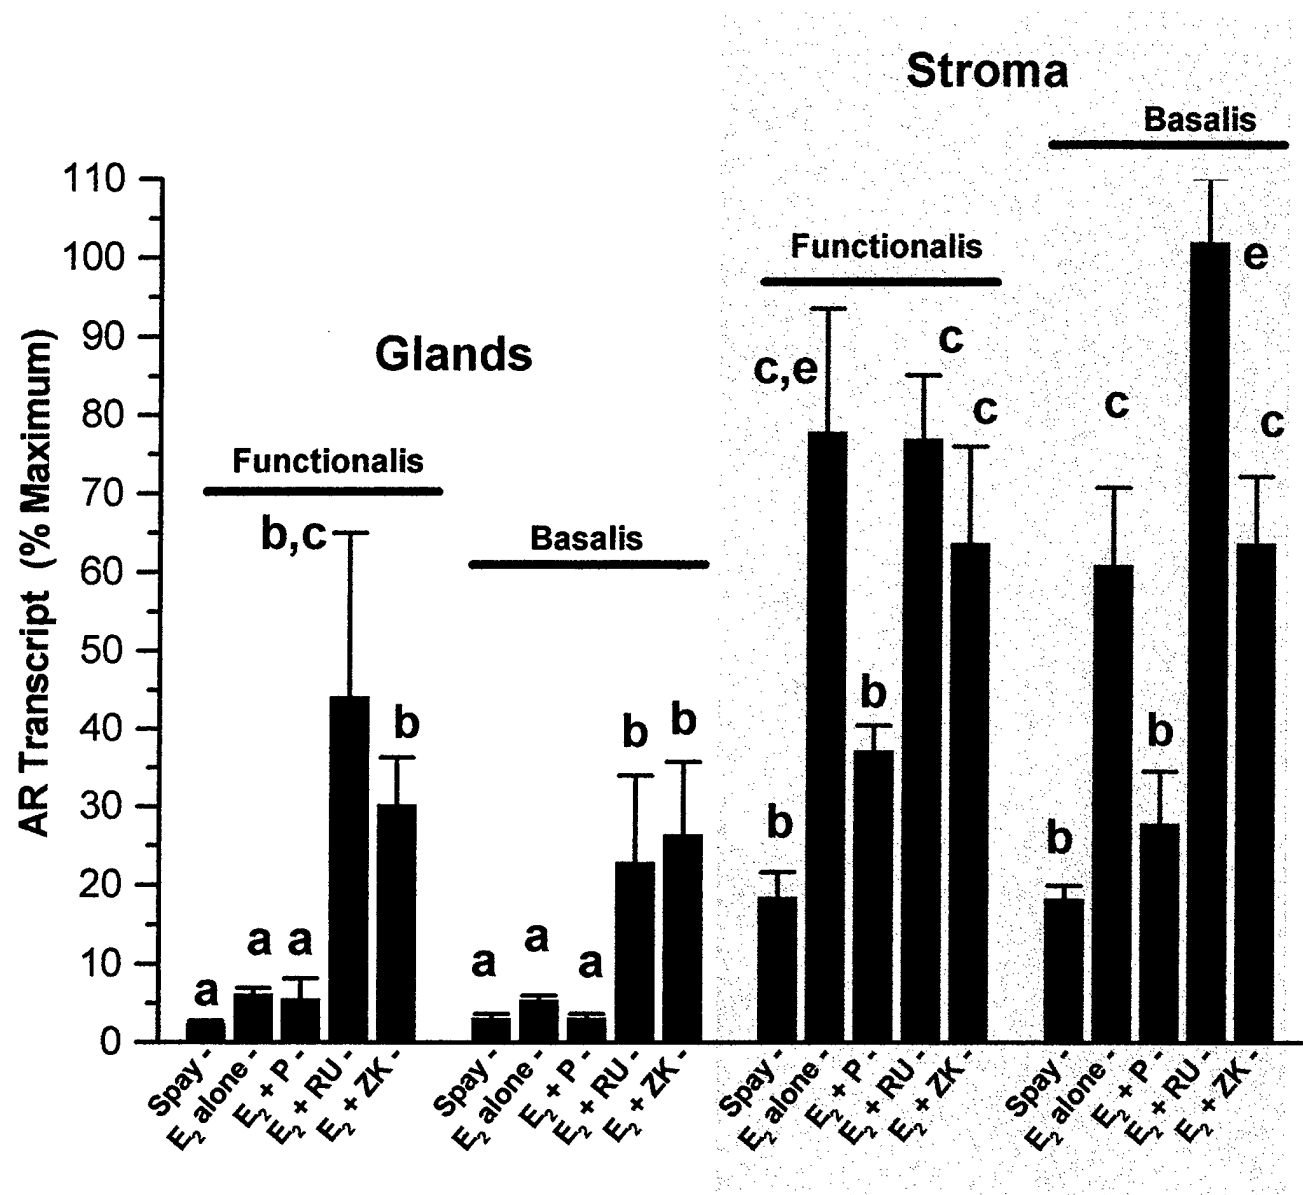 Stroma
Basalis
Functionalis
Glands
Functionalis
Basalis
AR Transcript (% Maximum)
110
100
90
80
70
60
50
40
30
20
10
0
a
a
a
b,c
b
a
a
a
b
b
b
c,e
b
c
c
b
c
b
e
c
Spay -
E₂ alone -
E₂ + P -
E₂ + RU -
E₂ + ZK -
Spay -
E₂ alone -
E₂ + P -
E₂ + RU -
E₂ + ZK -
Spay -
E₂ alone -
E₂ + P -
E₂ + RU -
E₂ + ZK -
Spay -
E₂ alone -
E₂ + P -
E₂ + RU -
E₂ + ZK -